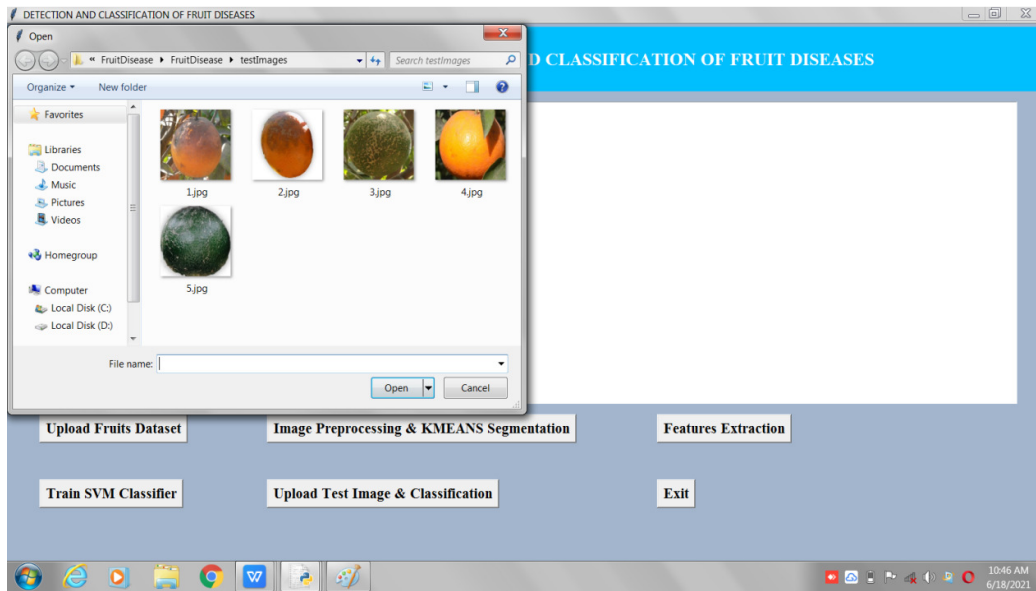 DETECTION AND CLASSIFICATION OF FRUIT DISEASES
Open
« FruitDisease ▸ FruitDisease ▸ testImages
Search testImages
D CLASSIFICATION OF FRUIT DISEASES
Organize
New folder
Favorites
Libraries
Documents
Music
Pictures
Videos
Homegroup
Computer
Local Disk (C:)
Local Disk (D:)
1.jpg
2.jpg
3.jpg
4.jpg
5.jpg
File name:
Open
Cancel
Upload Fruits Dataset
Image Preprocessing & KMEANS Segmentation
Features Extraction
Train SVM Classifier
Upload Test Image & Classification
Exit
10:46 AM
6/18/2021